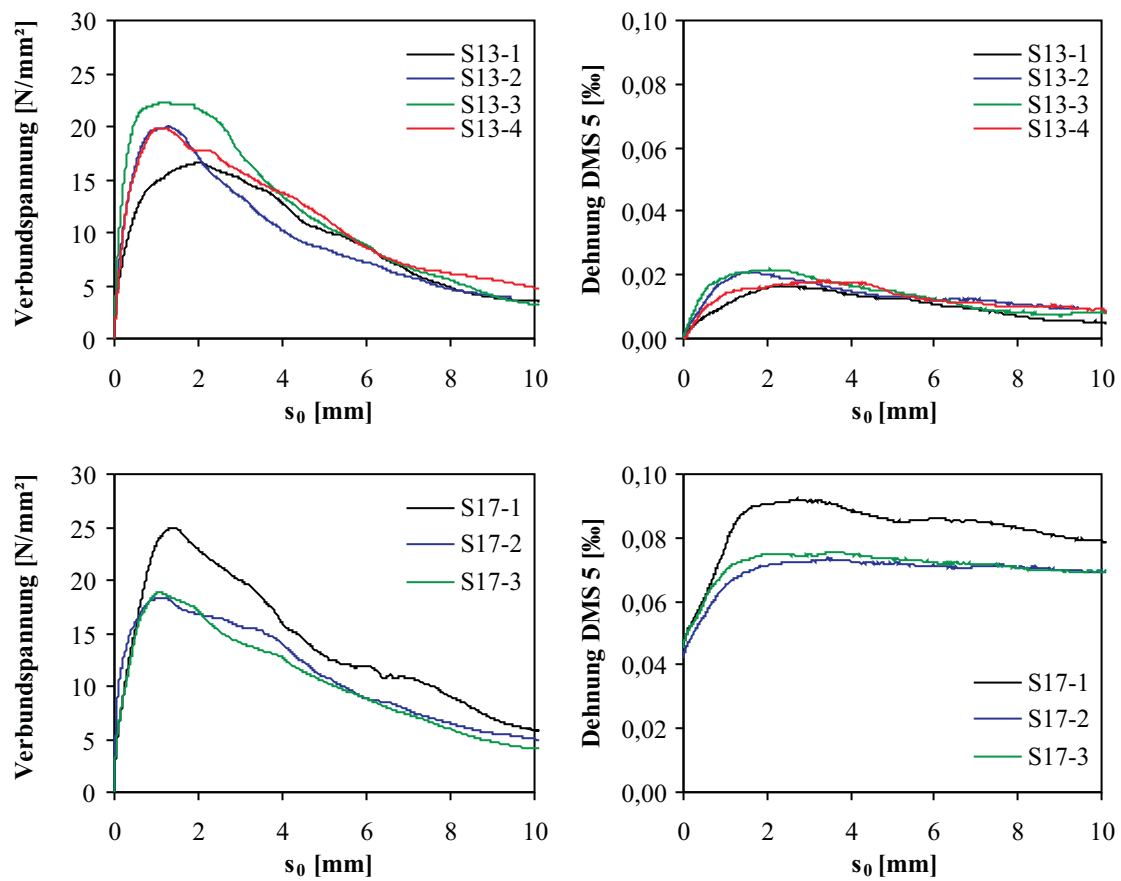 Verbundspannung [N/mm²]
30
25
20
15
10
5
0
S13-1
S13-2
S13-3
S13-4
0 2 4 6 8 10
s₀ [mm]
Dehnung DMS 5 [‰]
0,10
0,08
0,06
0,04
0,02
0,00
S13-1
S13-2
S13-3
S13-4
0 2 4 6 8 10
s₀ [mm]
Verbundspannung [N/mm²]
30
25
20
15
10
5
0
S17-1
S17-2
S17-3
0 2 4 6 8 10
s₀ [mm]
Dehnung DMS 5 [‰]
0,10
0,08
0,06
0,04
0,02
0,00
S17-1
S17-2
S17-3
0 2 4 6 8 10
s₀ [mm]